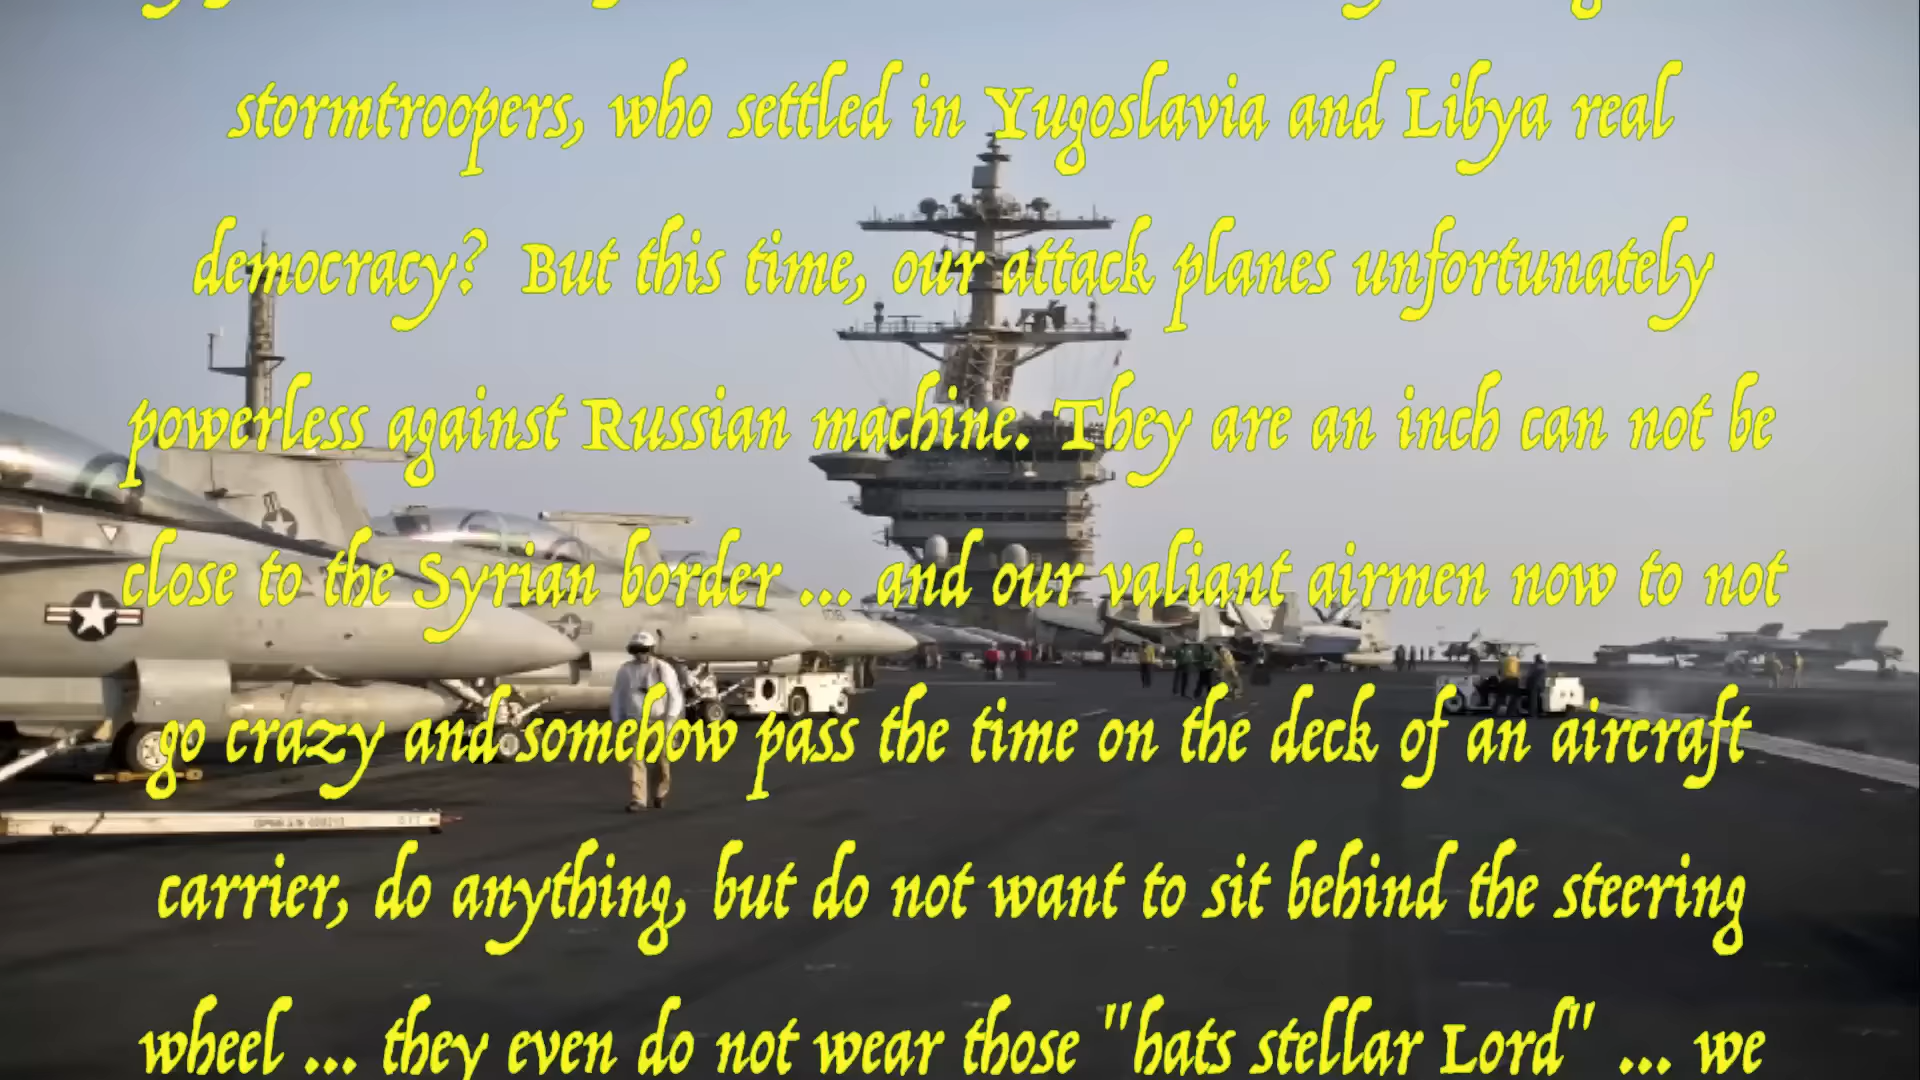 stormtroopers, who settled in Yugoslavia and Libya real
democracy? But this time, our attack planes unfortunately
powerless against Russian machine. They are an inch can not be
close to the Syrian border ... and our valiant airmen now to not
go crazy and somehow pass the time on the deck of an aircraft
carrier, do anything, but do not want to sit behind the steering
wheel ... they even do not wear those "hats stellar Lord" ... we